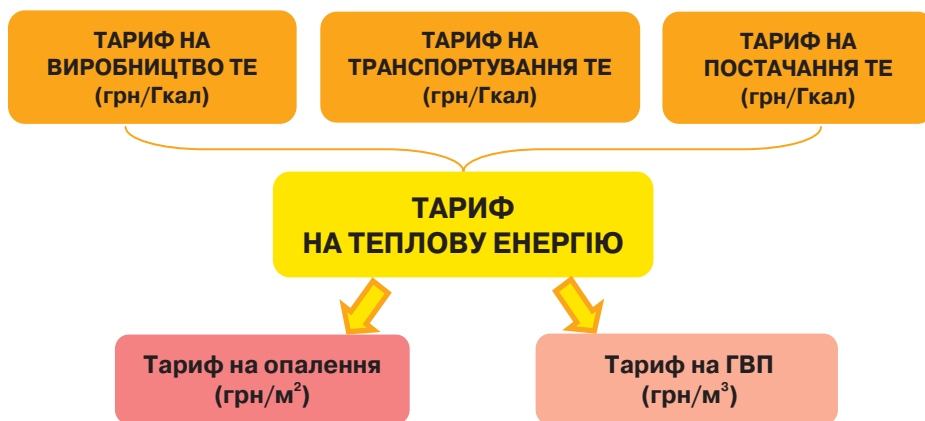 ТАРИФ НА
ВИРОБНИЦТВО ТЕ
(грн/Гкал)
ТАРИФ НА
ТРАНСПОРТУВАННЯ ТЕ
(грн/Гкал)
ТАРИФ НА
ПОСТАЧАННЯ ТЕ
(грн/Гкал)
ТАРИФ
НА ТЕПЛОВУ ЕНЕРГІЮ
Тариф на опалення
(грн/м²)
Тариф на ГВП
(грн/м³)